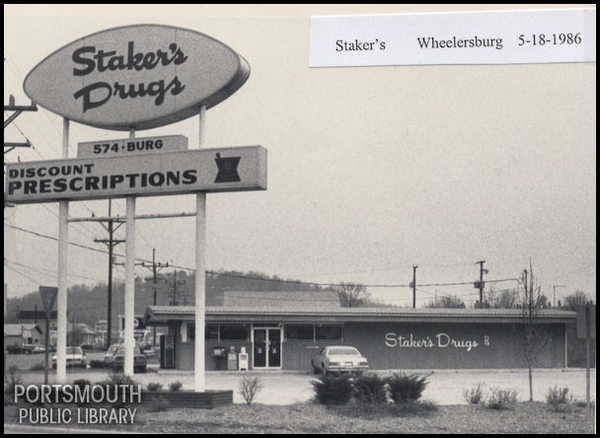 Staker's Wheelersburg 5-18-1986
Staker's
Drugs
574-BURG
DISCOUNT
PRESCRIPTIONS
Staker's Drugs ℞
PORTSMOUTH
PUBLIC LIBRARY